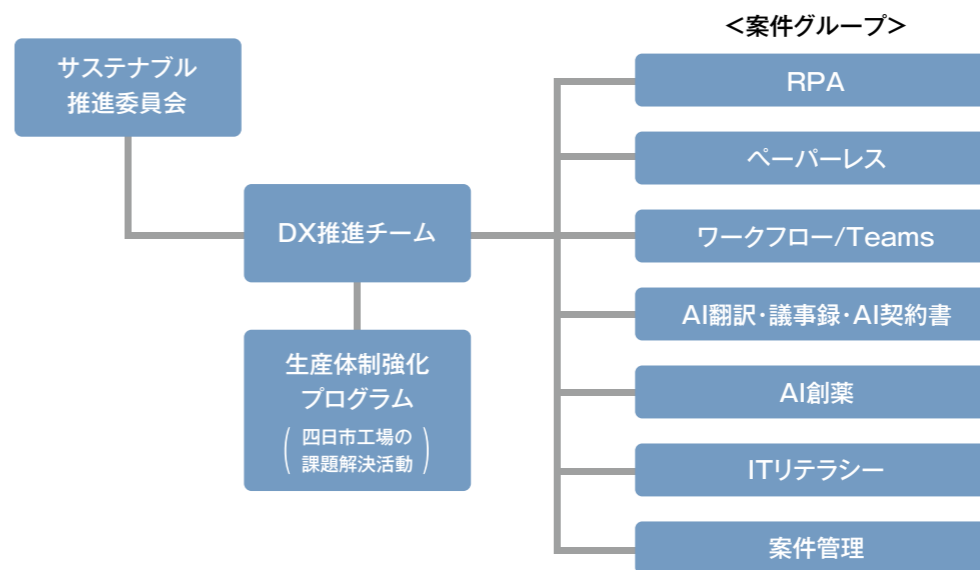 サステナブル
推進委員会
DX推進チーム
生産体制強化
プログラム
(四日市工場の
課題解決活動)
<案件グループ>
RPA
ペーパーレス
ワークフロー/Teams
AI翻訳・議事録・AI契約書
AI創薬
ITリテラシー
案件管理